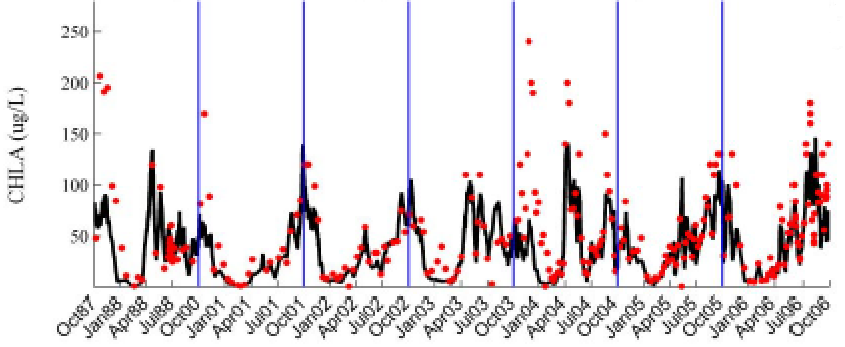 CHLA (ug/L)
250
200
150
100
50
Oct87 Jan88 Apr88 Jul88 Oct00 Jan01 Apr01 Jul01 Oct01 Jan02 Apr02 Jul02 Oct02 Jan03 Apr03 Jul03 Oct03 Jan04 Apr04 Jul04 Oct04 Jan05 Apr05 Jul05 Oct05 Jan06 Apr06 Jul06 Oct06